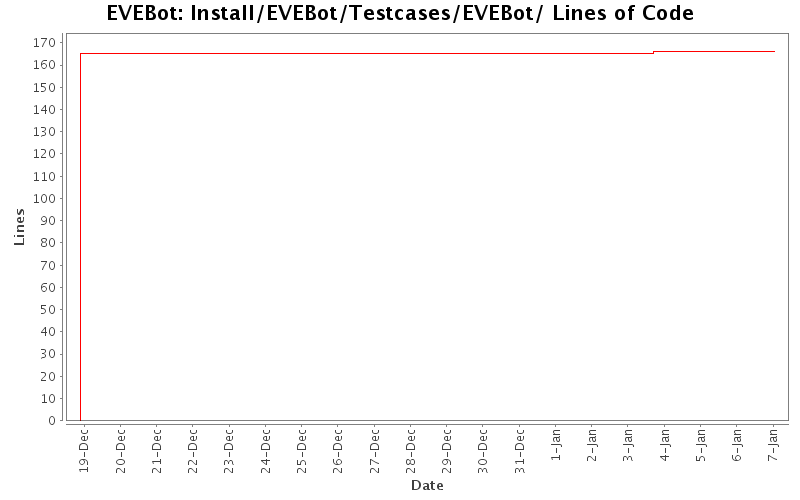 EVEBot: Install/EVEBot/Testcases/EVEBot/ Lines of Code
170
160
150
140
130
120
110
100
90
80
70
60
50
40
30
20
10
0
Lines
19-Dec
20-Dec
21-Dec
22-Dec
23-Dec
24-Dec
25-Dec
26-Dec
27-Dec
28-Dec
29-Dec
30-Dec
31-Dec
1-Jan
2-Jan
3-Jan
4-Jan
5-Jan
6-Jan
7-Jan
Date